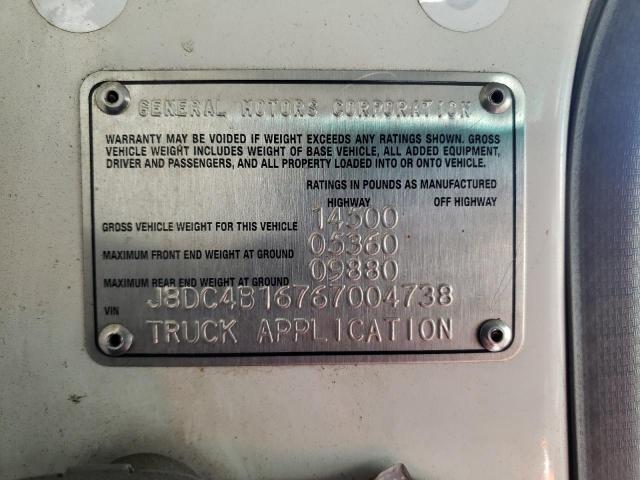 GENERAL MOTORS CORPORATION
WARRANTY MAY BE VOIDED IF WEIGHT EXCEEDS ANY RATINGS SHOWN. GROSS
VEHICLE WEIGHT INCLUDES WEIGHT OF BASE VEHICLE, ALL ADDED EQUIPMENT,
DRIVER AND PASSENGERS, AND ALL PROPERTY LOADED INTO OR ONTO VEHICLE.
RATINGS IN POUNDS AS MANUFACTURED
HIGHWAY OFF HIGHWAY
GROSS VEHICLE WEIGHT FOR THIS VEHICLE 14500
MAXIMUM FRONT END WEIGHT AT GROUND 05360
MAXIMUM REAR END WEIGHT AT GROUND 09880
VIN J8DC4B16767004738
TRUCK APPLICATION